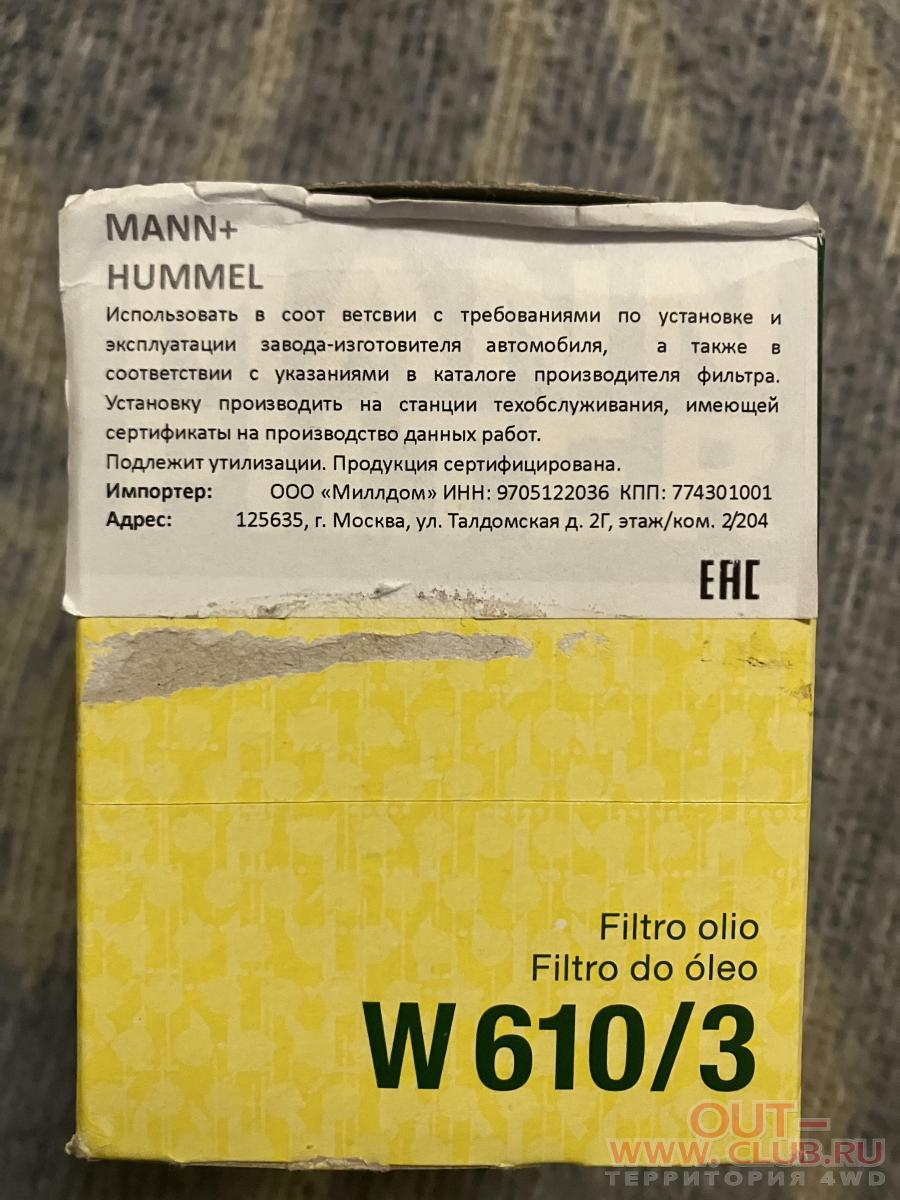 MANN+
HUMMEL
Использовать в соот ветсвии с требованиями по установке и
эксплуатации завода-изготовителя автомобиля, а также в
соответствии с указаниями в каталоге производителя фильтра.
Установку производить на станции техобслуживания, имеющей
сертификаты на производство данных работ.
Подлежит утилизации. Продукция сертифицирована.
Импортер: ООО «Миллдом» ИНН: 9705122036 КПП: 774301001
Адрес: 125635, г. Москва, ул. Талдомская д. 2Г, этаж/ком. 2/204
ЕАС
Filtro olio
Filtro do óleo
W 610/3
OUT-
WWW.CLUB.RU
ТЕРРИТОРИЯ 4WD